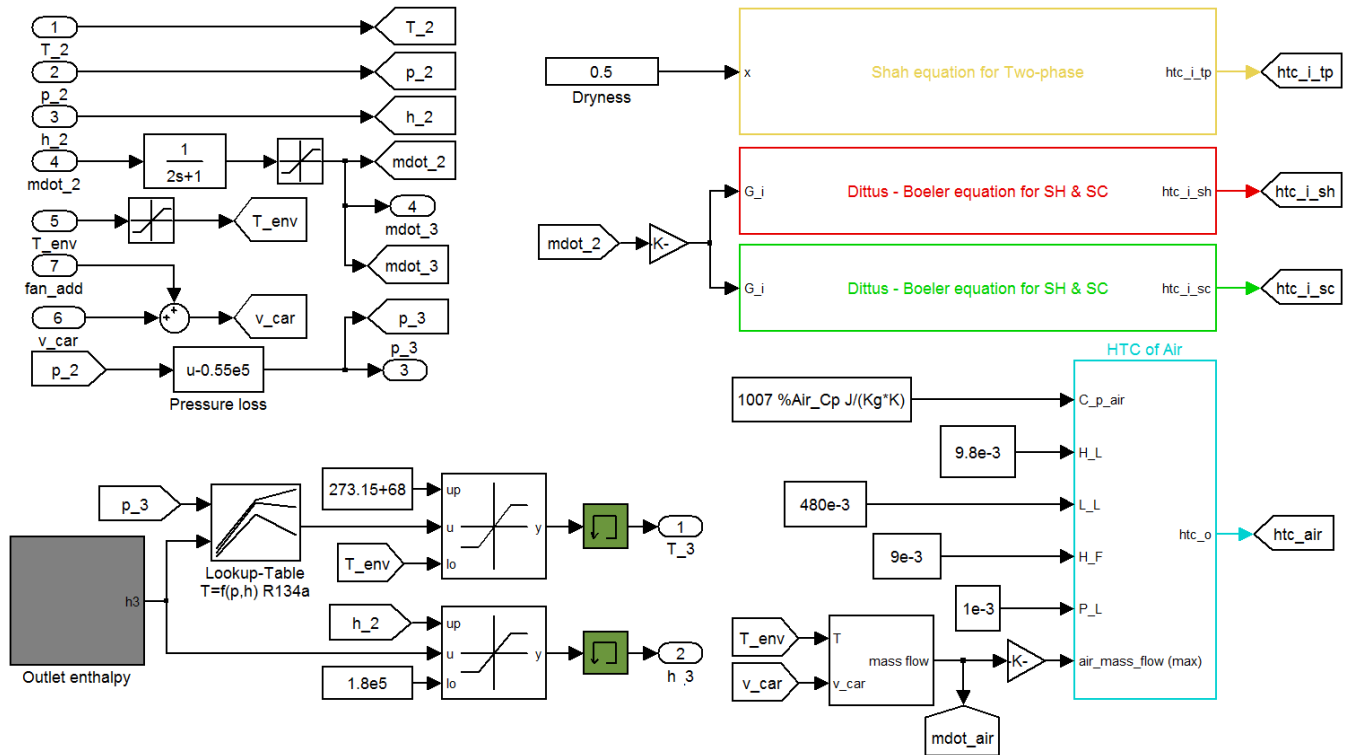 1
T_2
T_2
2
p_2
p_2
3
h_2
h_2
4
mdot_2
1
2s+1
mdot_2
4
mdot_3
mdot_3
5
T_env
T_env
7
fan_add
6
v_car
++
v_car
p_2
u-0.55e5
Pressure loss
p_3
p_3
3
0.5
Dryness
x
Shah equation for Two-phase
htc_i_tp
htc_i_tp
mdot_2
-K-
G_i
Dittus - Boeler equation for SH & SC
htc_i_sh
htc_i_sh
G_i
Dittus - Boeler equation for SH & SC
htc_i_sc
htc_i_sc
p_3
h3
Outlet enthalpy
Lookup-Table
T=f(p,h) R134a
273.15+68
T_env
up
u
lo
y
1
T_3
h_2
1.8e5
up
u
lo
y
2
h_3
HTC of Air
1007 %Air_Cp J/(Kg*K)
C_p_air
9.8e-3
H_L
480e-3
L_L
9e-3
H_F
1e-3
P_L
htc_o
htc_air
T_env
v_car
T
v_car
mass flow
-K-
air_mass_flow (max)
mdot_air